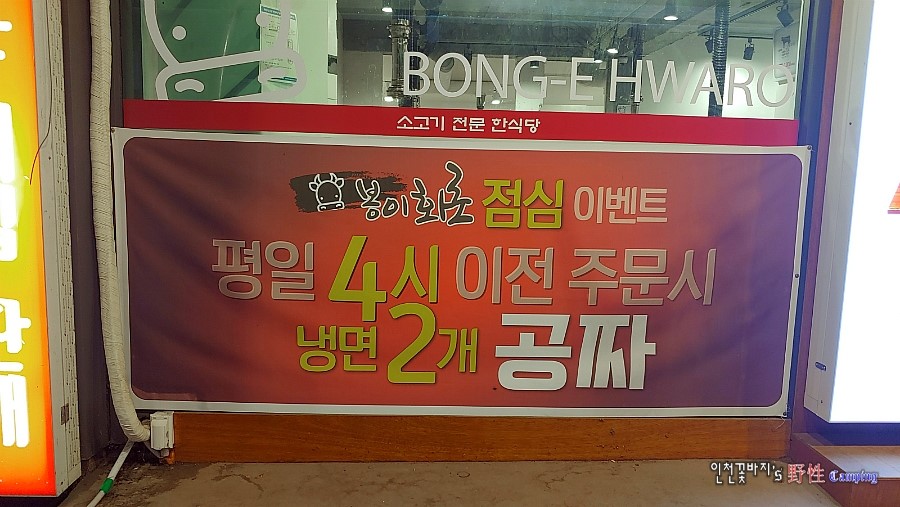 BONG-E HWARO
소고기 전문 한식당
봉이화로 점심 이벤트
평일 4시 이전 주문시
냉면 2개 공짜
인천꽃바지's 野性 Camping